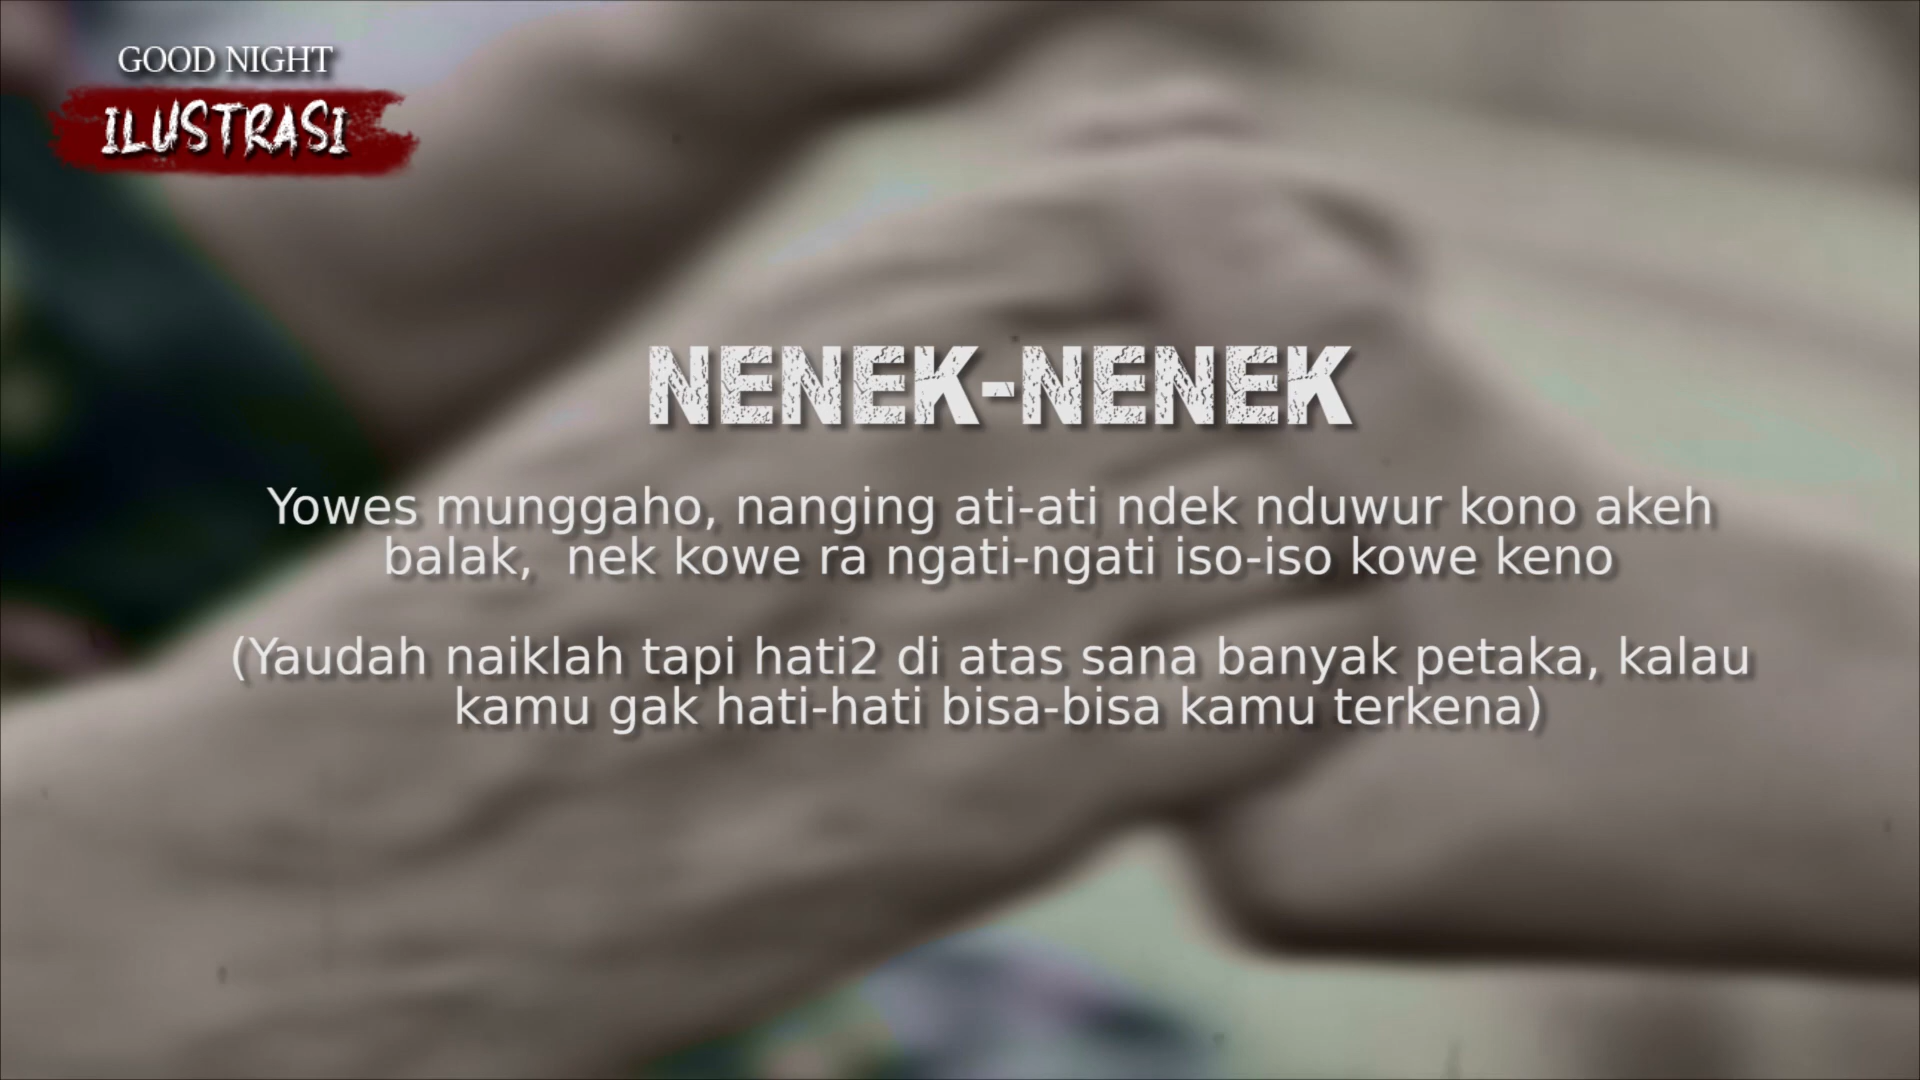 GOOD NIGHT
ILUSTRASI
NENEK-NENEK
Yowes munggaho, nanging ati-ati ndek nduwur kono akeh
balak,  nek kowe ra ngati-ngati iso-iso kowe keno
(Yaudah naiklah tapi hati2 di atas sana banyak petaka, kalau
kamu gak hati-hati bisa-bisa kamu terkena)